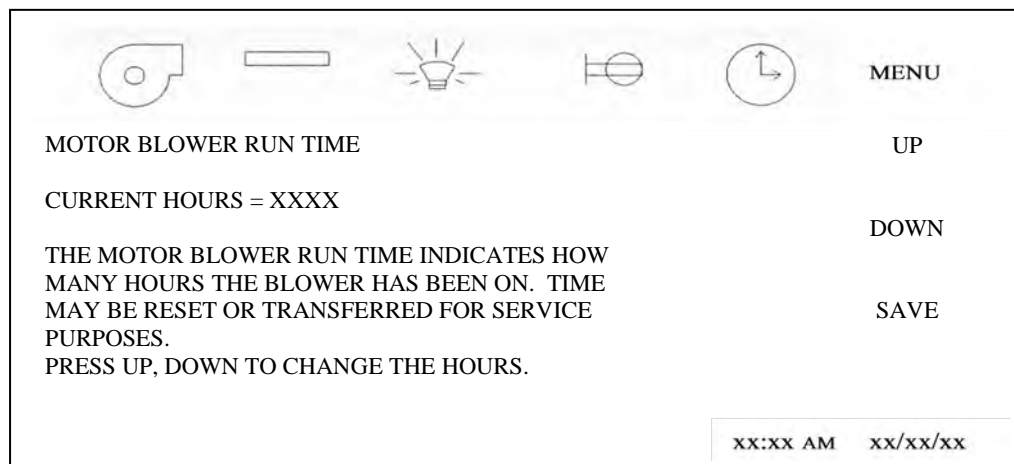 MENU
MOTOR BLOWER RUN TIME
UP
CURRENT HOURS = XXXX
DOWN
THE MOTOR BLOWER RUN TIME INDICATES HOW
MANY HOURS THE BLOWER HAS BEEN ON. TIME
MAY BE RESET OR TRANSFERRED FOR SERVICE
PURPOSES.
SAVE
PRESS UP, DOWN TO CHANGE THE HOURS.
xx:xx AM xx/xx/xx